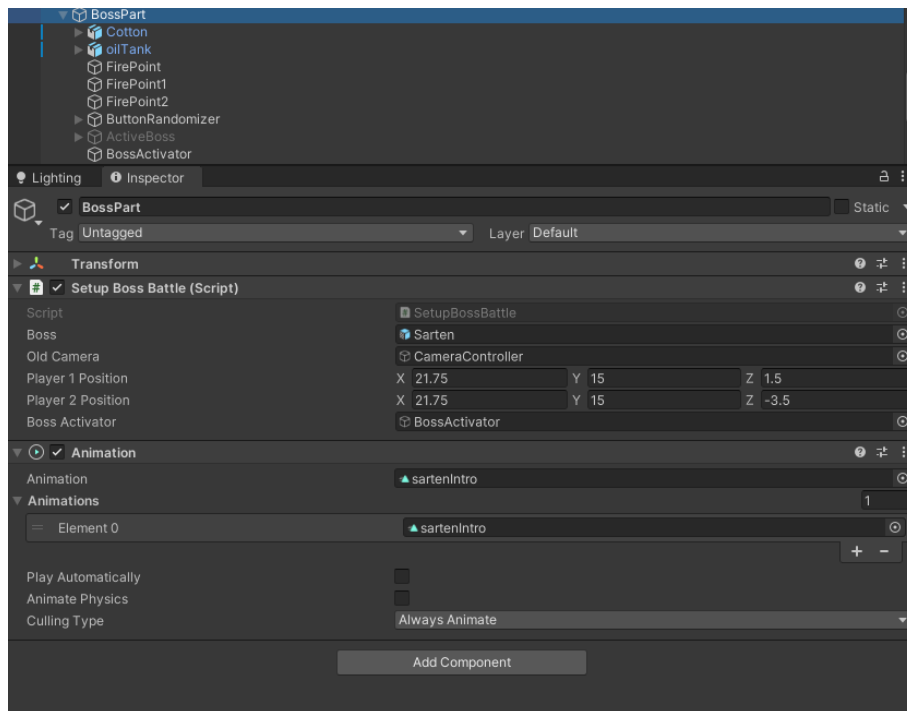 BossPart
Cotton
oilTank
FirePoint
FirePoint1
FirePoint2
ButtonRandomizer
ActiveBoss
BossActivator
Lighting Inspector
BossPart Static
Tag Untagged Layer Default
Transform
# Setup Boss Battle (Script)
Script # SetupBossBattle
Boss Sarten
Old Camera CameraController
Player 1 Position X 21.75 Y 15 Z 1.5
Player 2 Position X 21.75 Y 15 Z -3.5
Boss Activator BossActivator
Animation
Animation sartenIntro
Animations 1
Element 0 sartenIntro
+ -
Play Automatically
Animate Physics
Culling Type Always Animate
Add Component